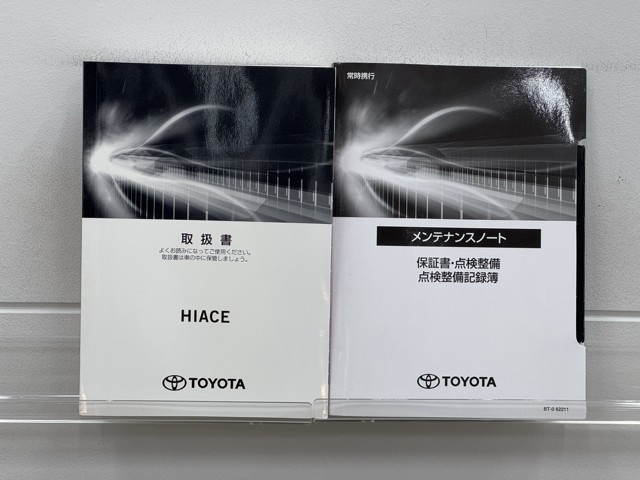 取扱書
よくお読みになってご使用ください。
取扱書は車の中に保管しましょう。
HIACE
TOYOTA
常時携行
メンテナンスノート
保証書・点検整備
点検整備記録簿
TOYOTA
BT-0 62211